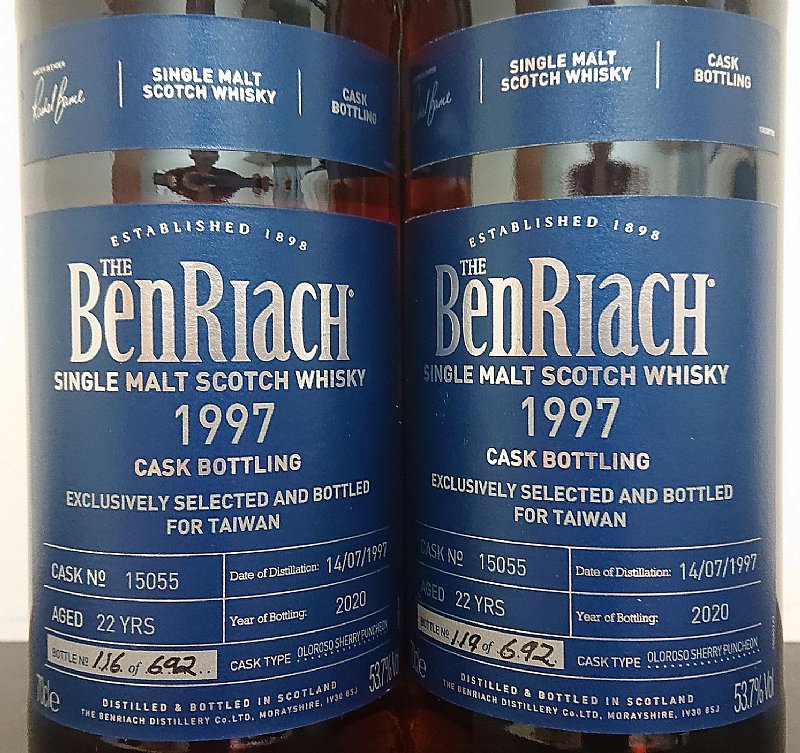 SINGLE MALT
SCOTCH WHISKY
CASK
BOTTLING
ESTABLISHED 1898
THE
BENRIACH
SINGLE MALT SCOTCH WHISKY
1997
CASK BOTTLING
EXCLUSIVELY SELECTED AND BOTTLED
FOR TAIWAN
CASK Nº 15055
Date of Distillation: 14/07/1997
AGED 22 YRS
Year of Bottling: 2020
BOTTLE Nº 116 of 692
CASK TYPE OLOROSO SHERRY PUNCHEON
70cle
53.7% Vol
DISTILLED & BOTTLED IN SCOTLAND
THE BENRIACH DISTILLERY Co. LTD, MORAYSHIRE, IV30 8SJ
SINGLE MALT
SCOTCH WHISKY
CASK
BOTTLING
ESTABLISHED 1898
THE
BENRIACH
SINGLE MALT SCOTCH WHISKY
1997
CASK BOTTLING
EXCLUSIVELY SELECTED AND BOTTLED
FOR TAIWAN
CASK Nº 15055
Date of Distillation: 14/07/1997
AGED 22 YRS
Year of Bottling: 2020
BOTTLE Nº 119 of 692
CASK TYPE OLOROSO SHERRY PUNCHEON
53.7% Vol
DISTILLED & BOTTLED IN SCOTLAND
THE BENRIACH DISTILLERY Co. LTD, MORAYSHIRE, IV30 8SJ